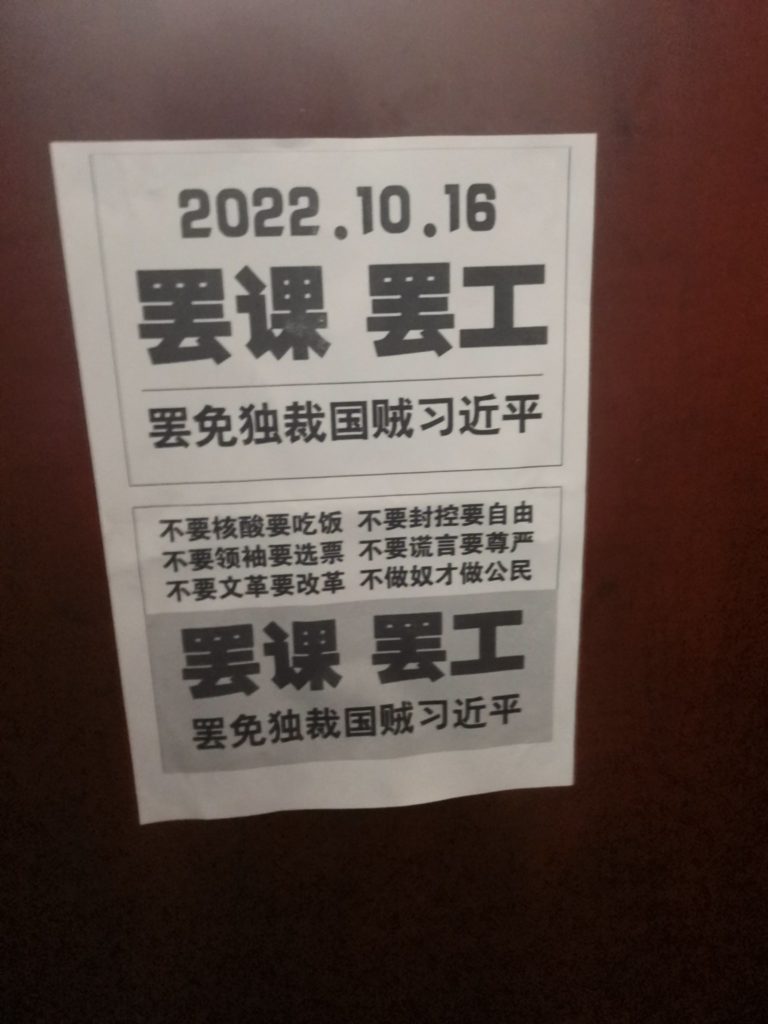 2022.10.16
罢课 罢工
罢免独裁国贼习近平
不要核酸要吃饭 不要封控要自由
不要领袖要选票 不要谎言要尊严
不要文革要改革 不做奴才做公民
罢课 罢工
罢免独裁国贼习近平